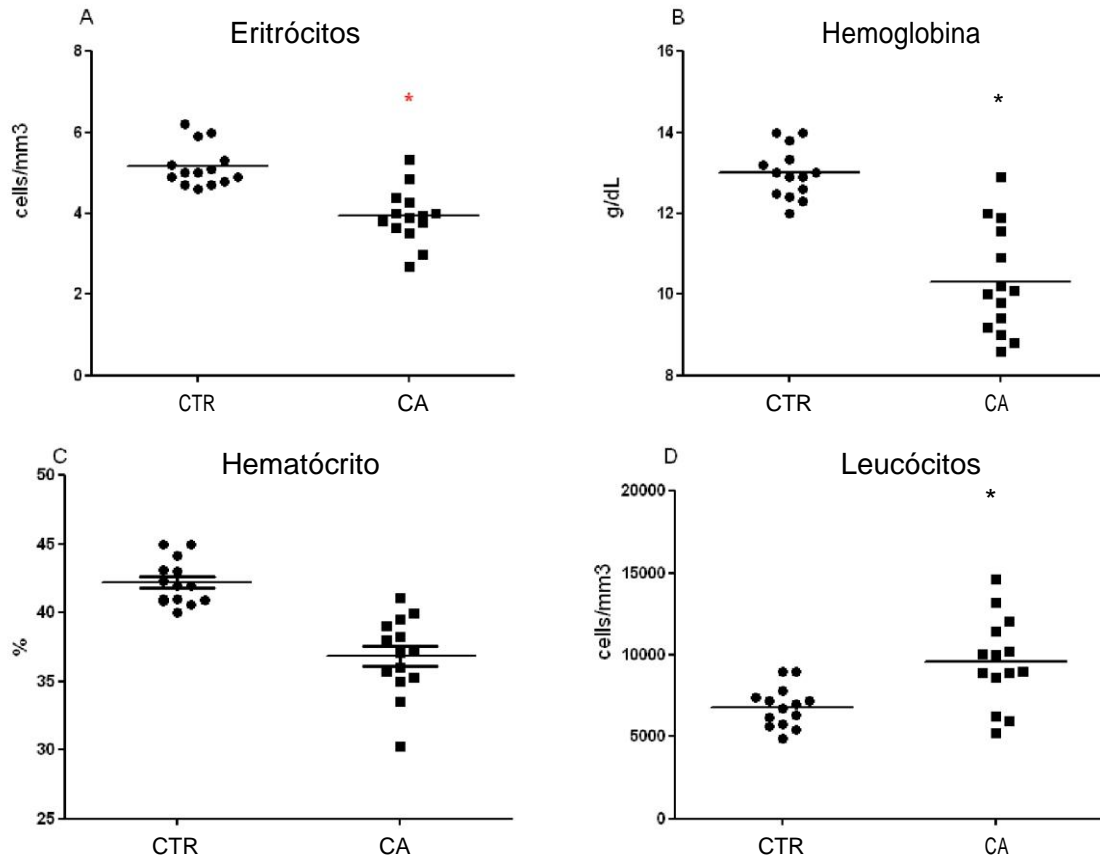 A
Eritrócitos
cells/mm3
8
6
4
2
0
*
CTR
CA
B
Hemoglobina
g/dL
16
14
12
10
8
*
CTR
CA
C
Hematócrito
%
50
45
40
35
30
25
CTR
CA
D
Leucócitos
cells/mm3
20000
15000
10000
5000
0
*
CTR
CA